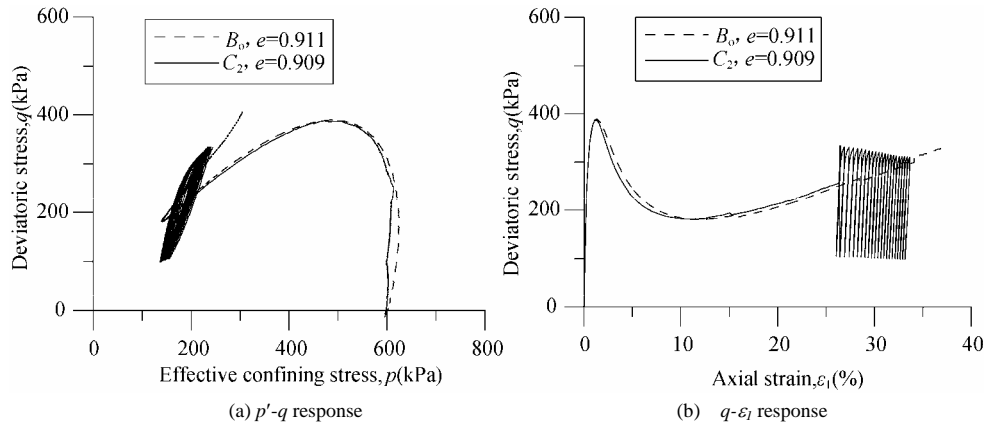 600
B₀, e=0.911
C₂, e=0.909
400
200
0
Deviatoric stress,q(kPa)
0
200
400
600
800
Effective confining stress,p(kPa)
(a) p′-q response
600
B₀, e=0.911
C₂, e=0.909
400
200
0
Deviatoric stress,q(kPa)
0
10
20
30
40
Axial strain,ε₁(%)
(b) q-ε₁ response